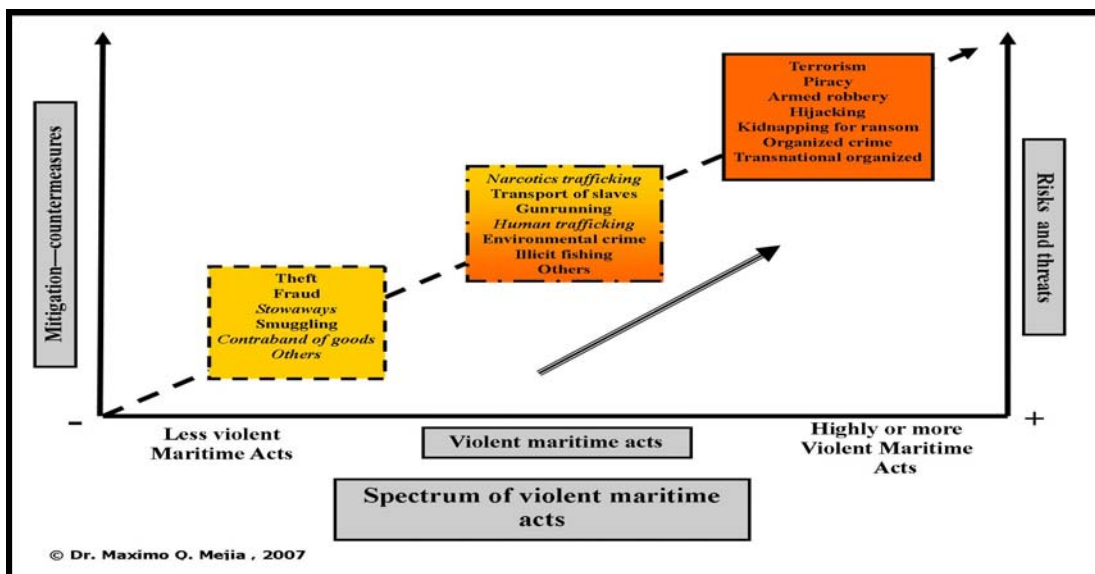 Mitigation—countermeasures
Terrorism
Piracy
Armed robbery
Hijacking
Kidnapping for ransom
Organized crime
Transnational organized
Narcotics trafficking
Transport of slaves
Gunrunning
Human trafficking
Environmental crime
Illicit fishing
Others
Theft
Fraud
Stowaways
Smuggling
Contraband of goods
Others
Risks and threats
-
+
Less violent
Maritime Acts
Violent maritime acts
Highly or more
Violent Maritime
Acts
Spectrum of violent maritime
acts
© Dr. Maximo Q. Mejia , 2007